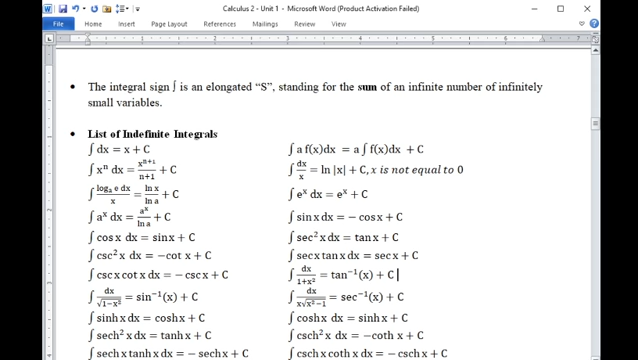 Calculus 2 - Unit 1 - Microsoft Word (Product Activation Failed)
File Home Insert Page Layout References Mailings Review View
• The integral sign ∫ is an elongated “S”, standing for the sum of an infinite number of infinitely
small variables.
• List of Indefinite Integrals
∫ dx = x + C ∫ a f(x)dx = a ∫ f(x)dx + C
∫ xⁿ dx = xⁿ⁺¹/n+1 + C ∫ dx/x = ln |x| + C, x is not equal to 0
∫ logₐ e dx/x = ln x/ln a + C ∫ eˣ dx = eˣ + C
∫ aˣ dx = aˣ/ln a + C ∫ sin x dx = − cos x + C
∫ cos x dx = sin x + C ∫ sec² x dx = tan x + C
∫ csc² x dx = −cot x + C ∫ sec x tan x dx = sec x + C
∫ csc x cot x dx = − csc x + C ∫ dx/1+x² = tan⁻¹(x) + C
∫ dx/√1−x² = sin⁻¹(x) + C ∫ dx/x√x²−1 = sec⁻¹(x) + C
∫ sinh x dx = cosh x + C ∫ cosh x dx = sinh x + C
∫ sech² x dx = tanh x + C ∫ csch² x dx = −coth x + C
∫ sech x tanh x dx = − sech x + C ∫ csch x coth x dx = − csch x + C